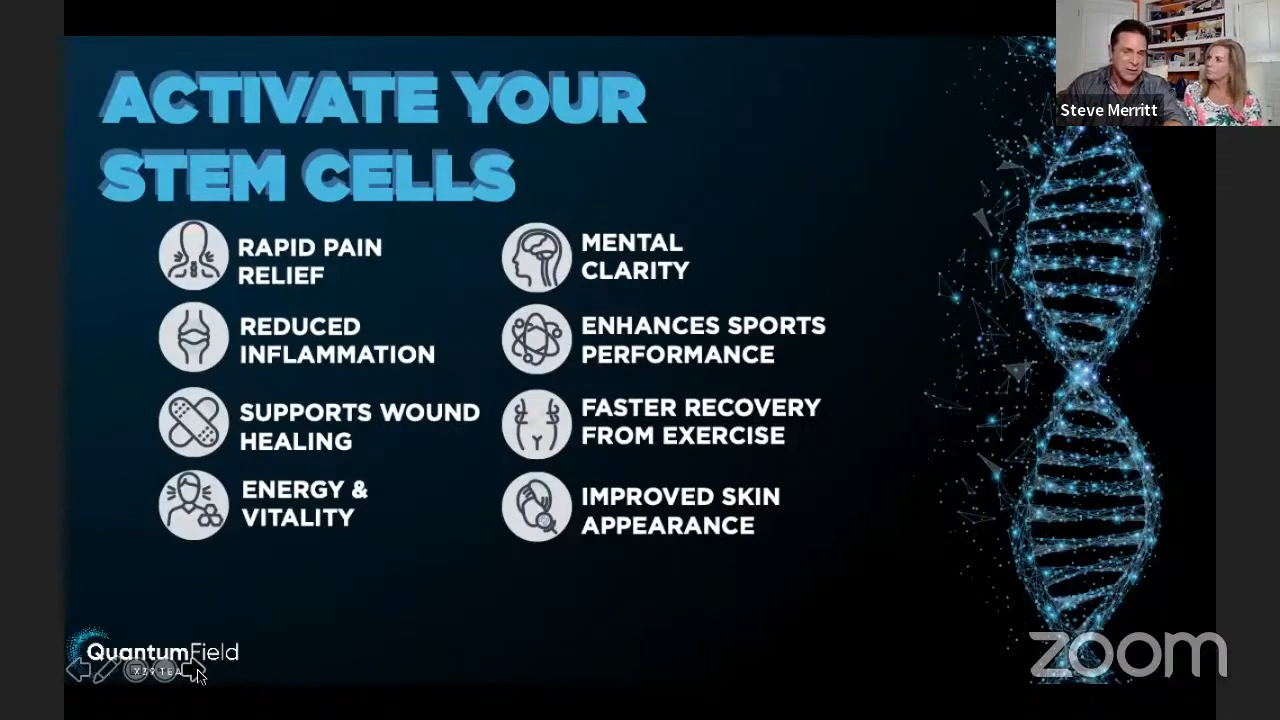 ACTIVATE YOUR
STEM CELLS
RAPID PAIN
RELIEF
REDUCED
INFLAMMATION
SUPPORTS WOUND
HEALING
ENERGY &
VITALITY
MENTAL
CLARITY
ENHANCES SPORTS
PERFORMANCE
FASTER RECOVERY
FROM EXERCISE
IMPROVED SKIN
APPEARANCE
Steve Merritt
QuantumField
zoom